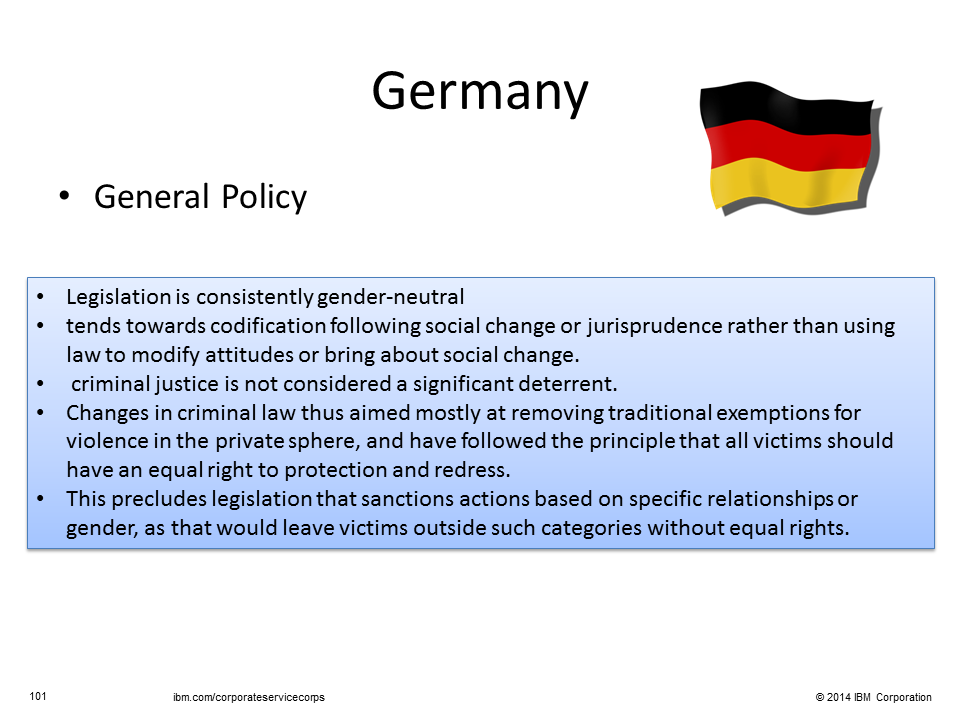 Germany
• General Policy
• Legislation is consistently gender-neutral
• tends towards codification following social change or jurisprudence rather than using
law to modify attitudes or bring about social change.
• criminal justice is not considered a significant deterrent.
• Changes in criminal law thus aimed mostly at removing traditional exemptions for
violence in the private sphere, and have followed the principle that all victims should
have an equal right to protection and redress.
• This precludes legislation that sanctions actions based on specific relationships or
gender, as that would leave victims outside such categories without equal rights.
101 ibm.com/corporateservicecorps © 2014 IBM Corporation